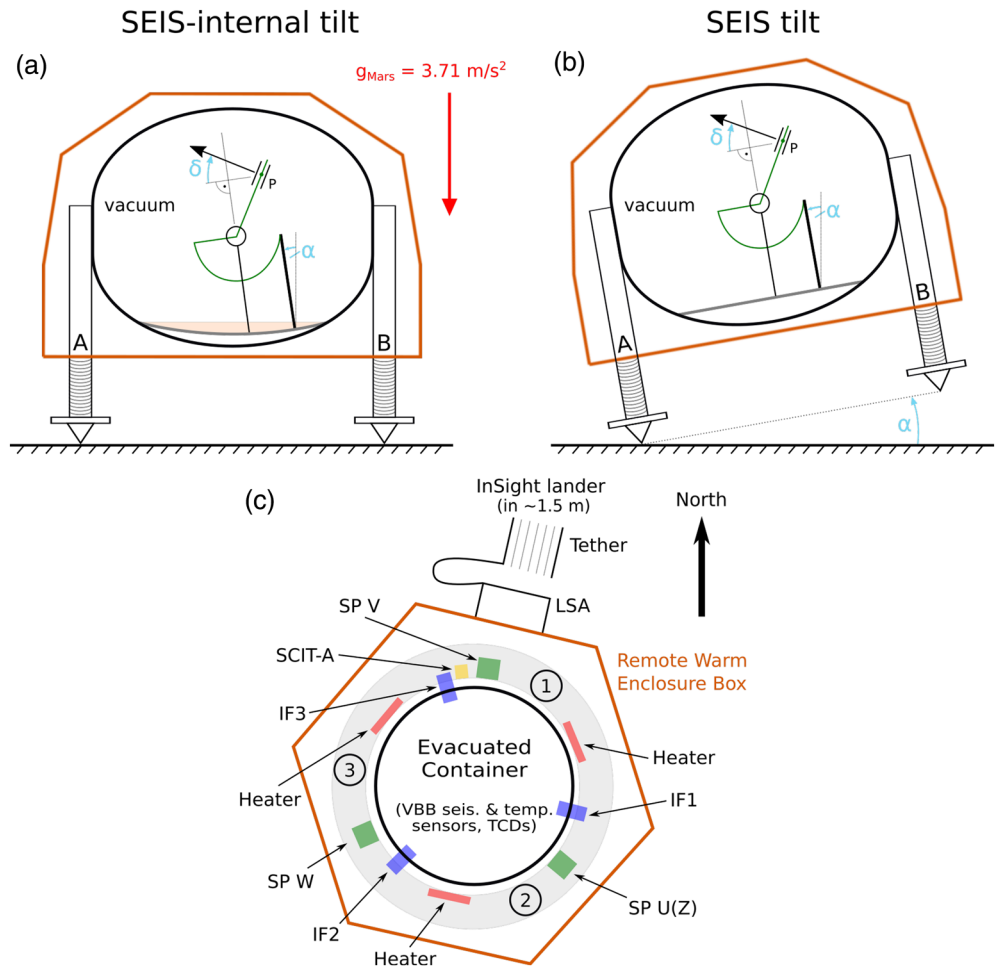 SEIS-internal tilt
SEIS tilt
(a)
(b)
gMars = 3.71 m/s²
δ
P
vacuum
α
A
B
δ
P
vacuum
α
A
B
α
(c)
InSight lander
(in ~1.5 m)
North
Tether
LSA
SP V
SCIT-A
Remote Warm
Enclosure Box
1
IF3
Evacuated
Container
Heater
3
Heater
IF1
(VBB seis. & temp.
sensors, TCDs)
SP W
2
SP U(Z)
IF2
Heater